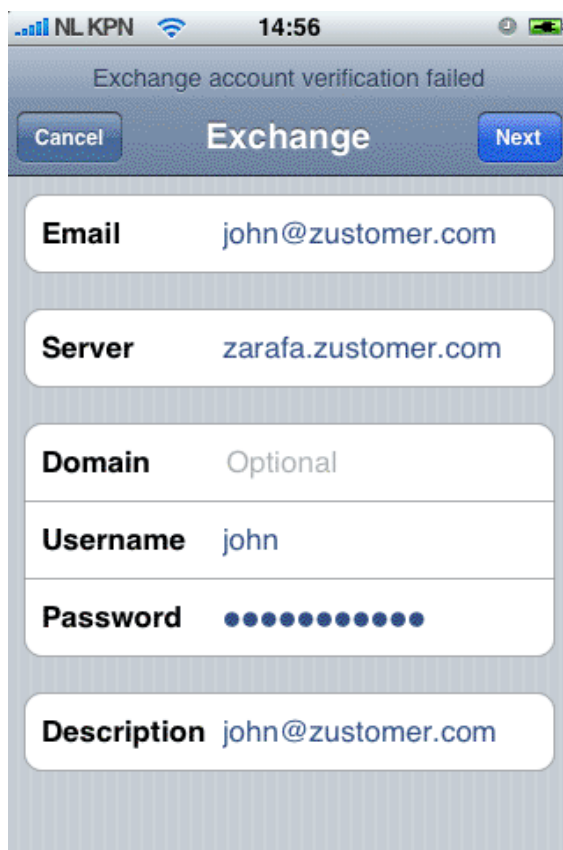 NL KPN 14:56
Exchange account verification failed
Cancel Exchange Next
Email john@zustomer.com
Server zarafa.zustomer.com
Domain Optional
Username john
Password ●●●●●●●●●●●
Description john@zustomer.com